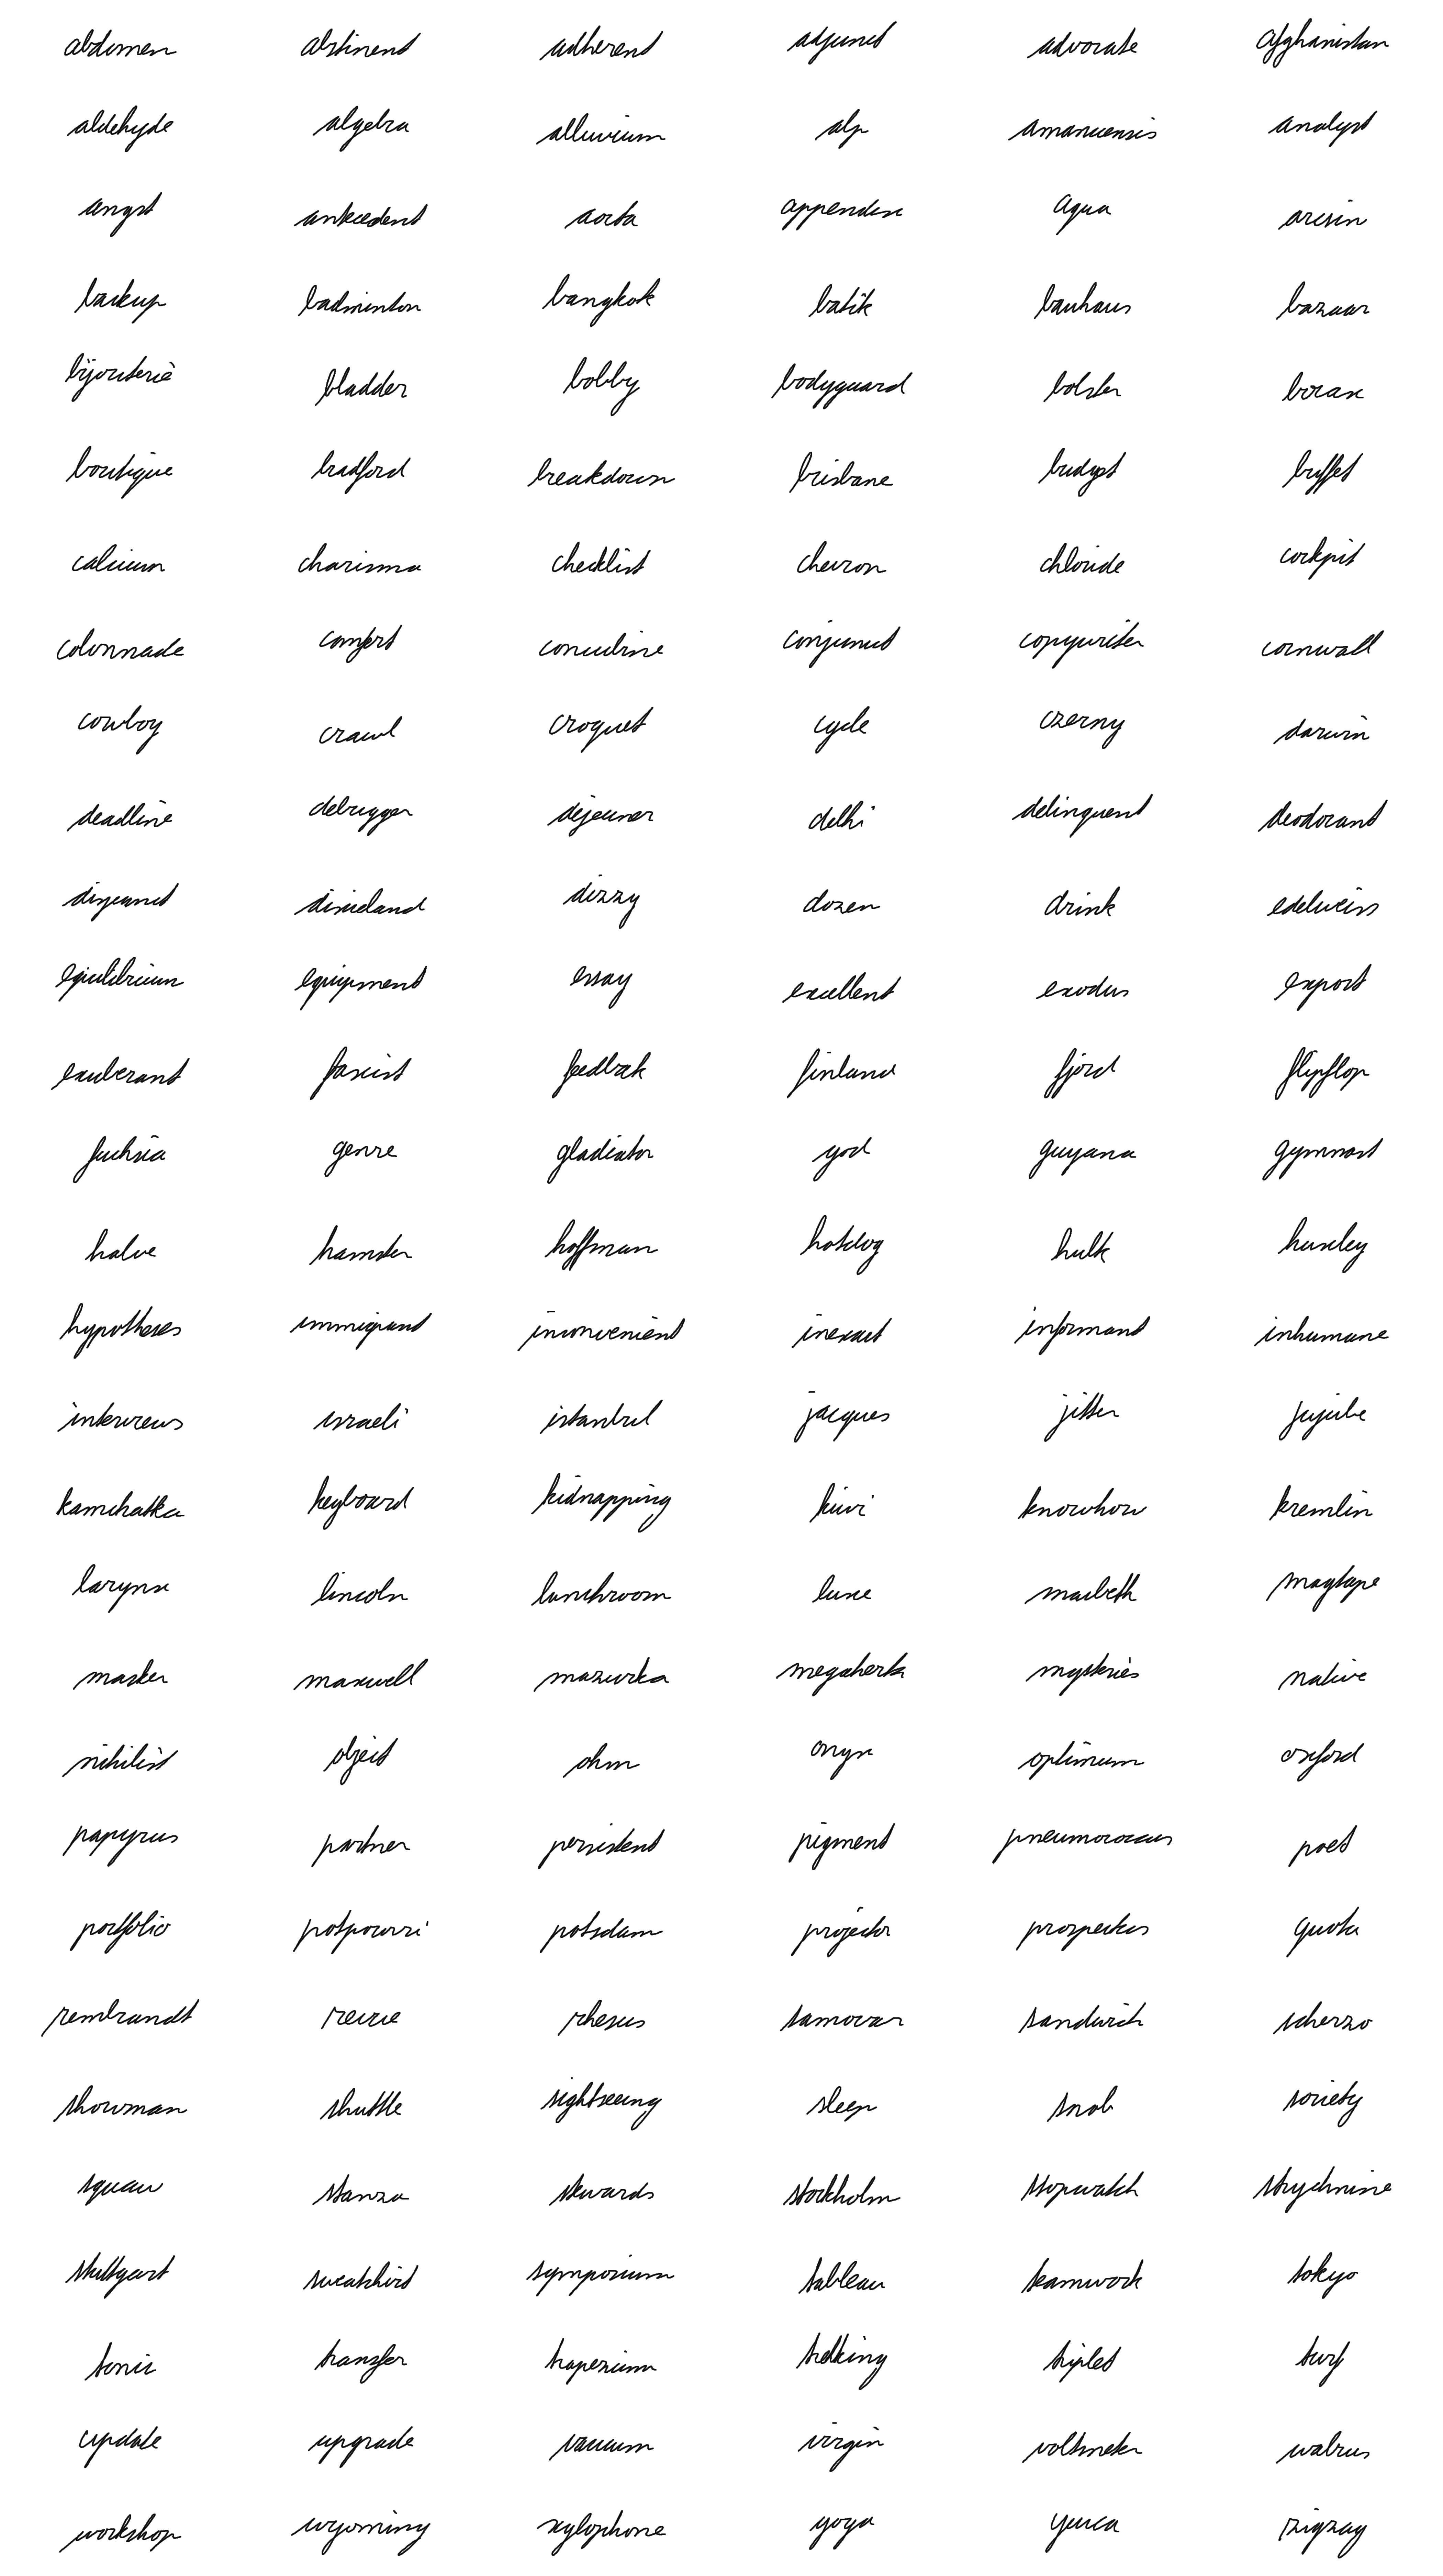 abdomen abstinent adherent adjunct advocate Afghanistan
aldehyde algebra alluvium alp amanuensis analyst
angst antecedent aorta appendix aqua arisin
backup badminton bangkok batik bauhaus bazaar
bijouterie bladder bobby bodyguard bolster borax
boutique bradford breakdown brisbane budget buffet
calcium charisma checklist chevron chloride cockpit
colonnade comfort concubine conjunct copywriter cornwall
cowboy crawl croquet cycle czerny darwin
deadline debugger dejeuner delhi delinquent deodorant
disjunct dixieland dizzy dozen drink edelweiss
equilibrium equipment essay excellent exodus export
exuberant fascist feedback finland fjord flipflop
fuchsia genre gladiator god guyana gymnast
halve hamster hoffman hotdog hulk huxley
hypotheses immigrant inconvenient inexact informant inhumane
interviews israeli istanbul jacques jitter jujube
kamchatka keyboard kidnapping kiwi knowhow kremlin
larynx lincoln lunchroom luxe macbeth magtape
master maxwell mazurka megahertz mysteries native
nihilist object ohm onyx optimum oxford
papyrus partner persistent pigment pneumococcus poet
portfolio potpourri potsdam projector prospectus quota
rembrandt reverie rhesus samovar sandwich scherzo
showman shuttle sightseeing sleep snob society
squaw stanza stewards stockholm stopwatch strychnine
stuttgart sweatshirt symposium tableau teamwork tokyo
tonic transfer trapezium trekking triplet turf
update upgrade vacuum virgin voltmeter walrus
workshop wyoming xylophone yoga yucca zigzag